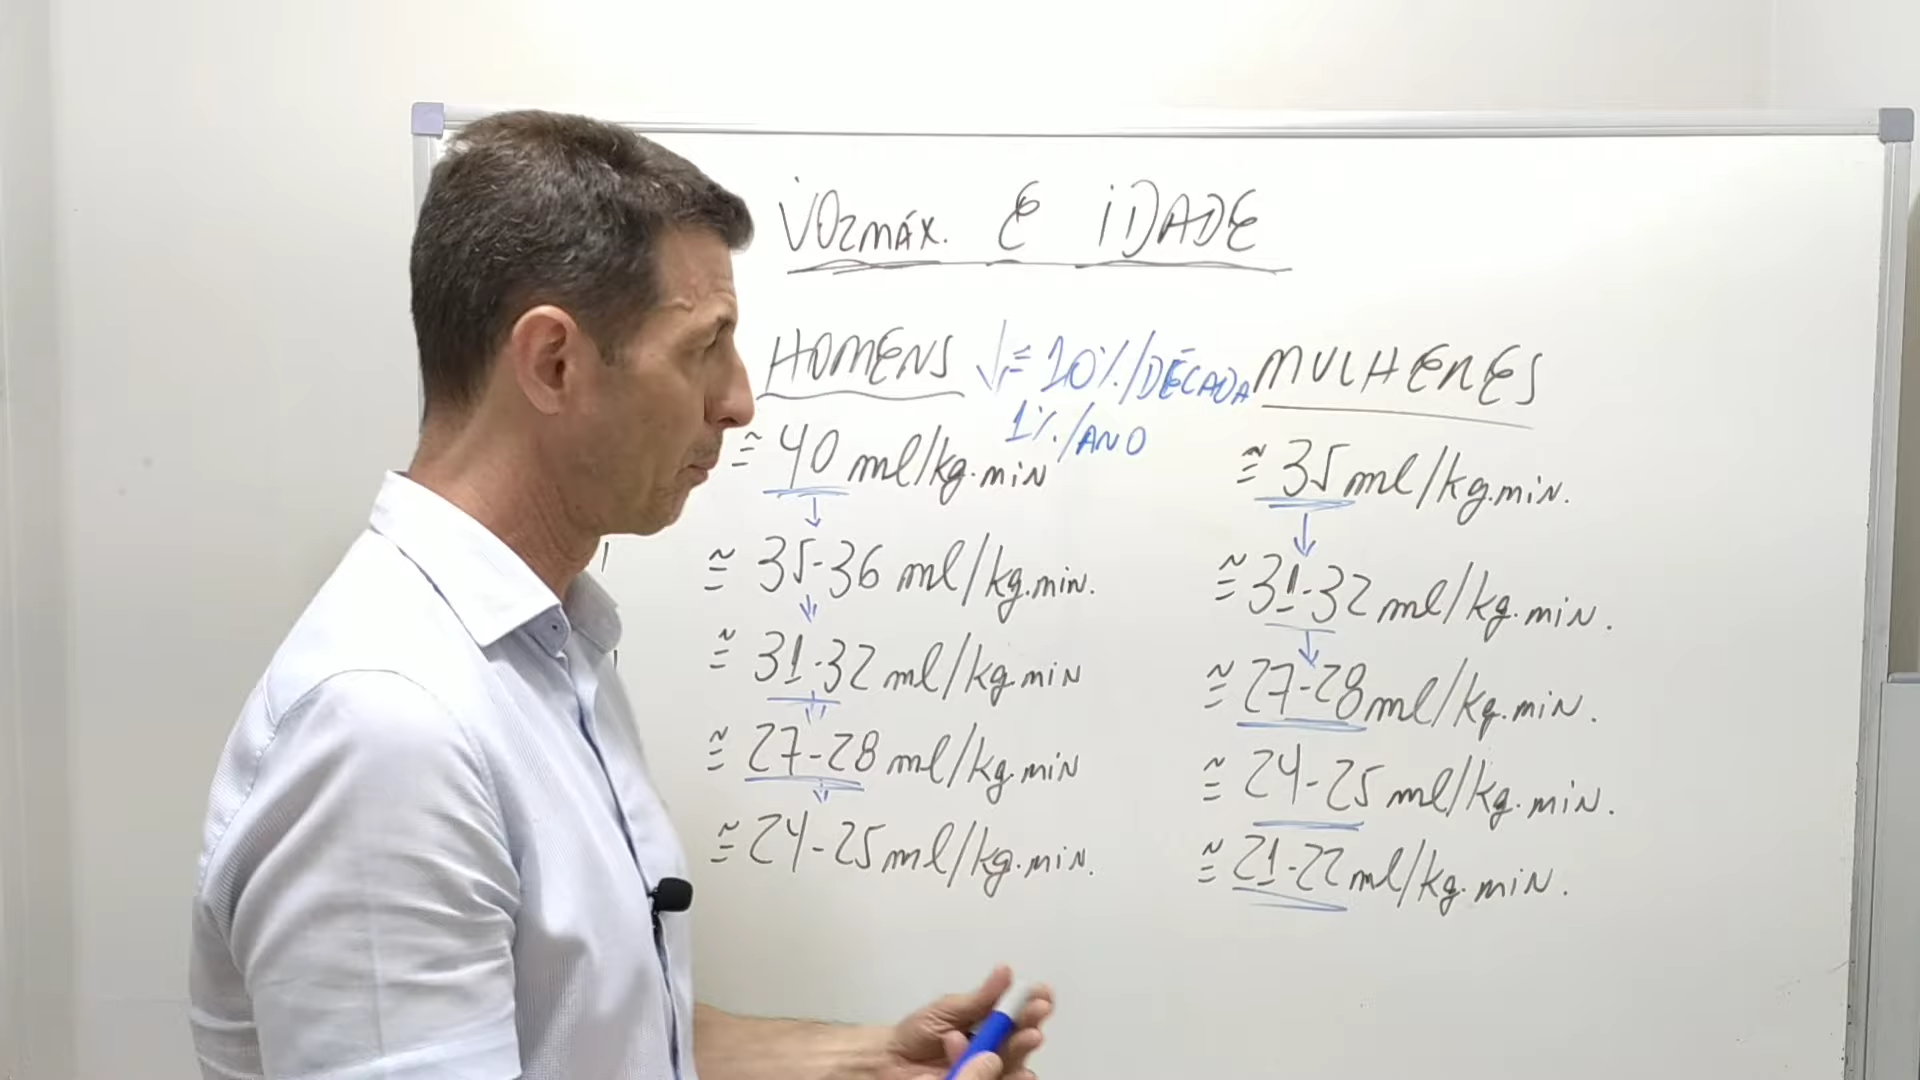 V̇O2MÁX. E IDADE
HOMENS ↓ ≅ 10%/DÉCADA MULHERES
1%/ANO
≅ 40 ml/kg.min ≅ 35 ml/kg.min.
≅ 35-36 ml/kg.min. ≅ 31-32 ml/kg.min.
≅ 31-32 ml/kg.min ≅ 27-28 ml/kg.min.
≅ 27-28 ml/kg.min ≅ 24-25 ml/kg.min.
≅ 24-25 ml/kg.min. ≅ 21-22 ml/kg.min.